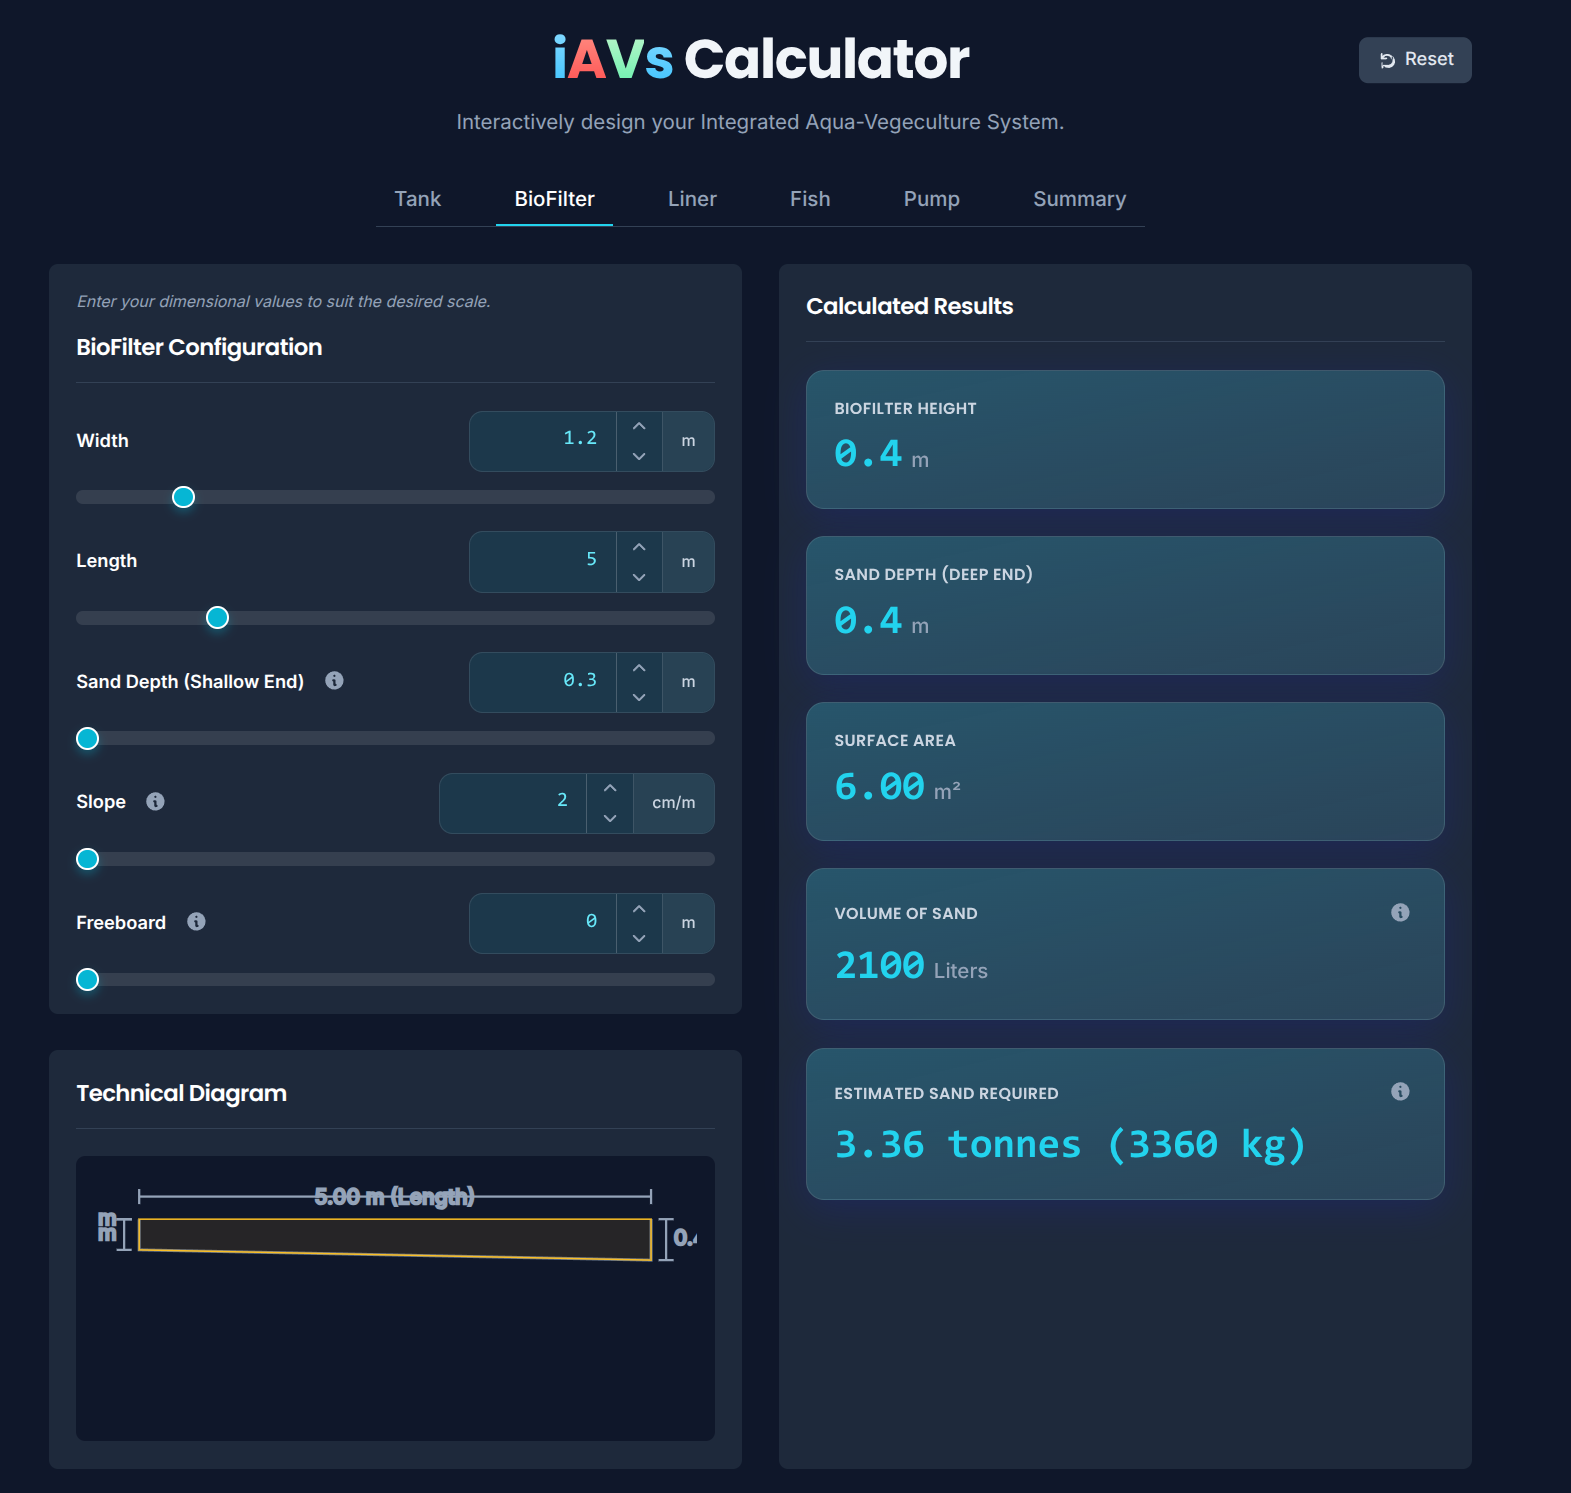 iAVs Calculator
Reset
Interactively design your Integrated Aqua-Vegeculture System.
Tank
BioFilter
Liner
Fish
Pump
Summary
Enter your dimensional values to suit the desired scale.
BioFilter Configuration
Width
1.2
m
Length
5
m
Sand Depth (Shallow End)
0.3
m
Slope
2
cm/m
Freeboard
0
m
Technical Diagram
5.00 m (Length)
m
m
Calculated Results
BIOFILTER HEIGHT
0.4 m
SAND DEPTH (DEEP END)
0.4 m
SURFACE AREA
6.00 m²
VOLUME OF SAND
2100 Liters
ESTIMATED SAND REQUIRED
3.36 tonnes (3360 kg)